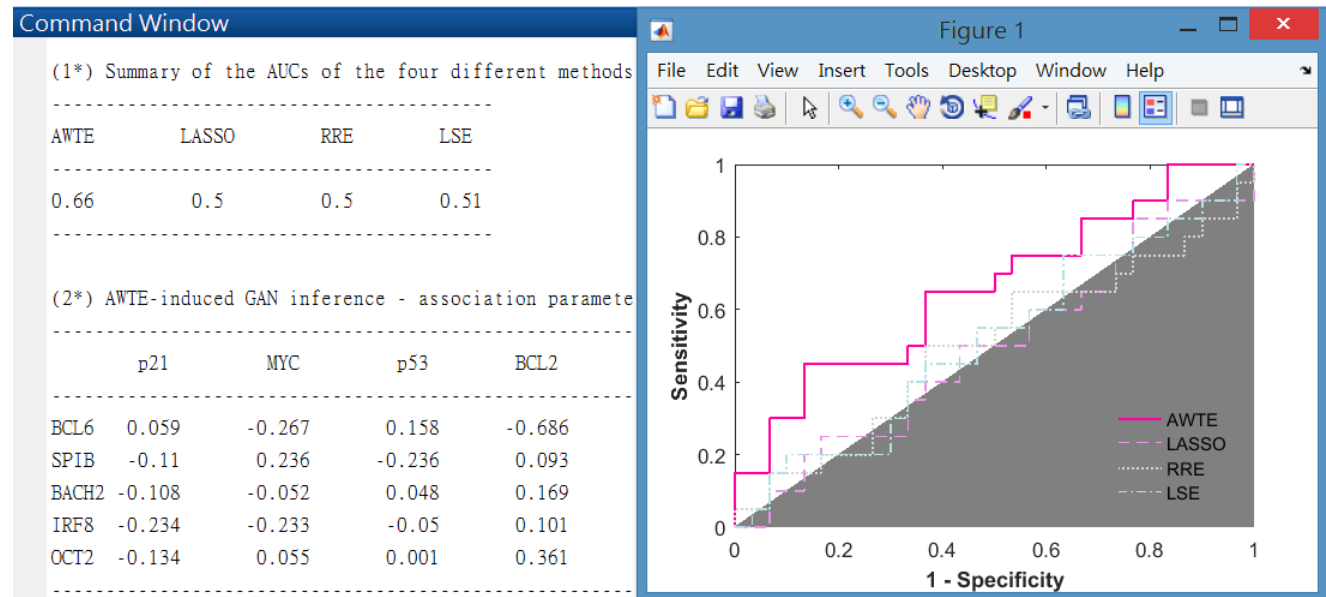 Command Window
(1*) Summary of the AUCs of the four different methods
AWTE LASSO RRE LSE
0.66 0.5 0.5 0.51
(2*) AWTE-induced GAN inference - association paramete
p21 MYC p53 BCL2
BCL6 0.059 -0.267 0.158 -0.686
SPIB -0.11 0.236 -0.236 0.093
BACH2 -0.108 -0.052 0.048 0.169
IRF8 -0.234 -0.233 -0.05 0.101
OCT2 -0.134 0.055 0.001 0.361
Figure 1
File Edit View Insert Tools Desktop Window Help
1
0.8
0.6
0.4
0.2
0
Sensitivity
AWTE
LASSO
RRE
LSE
0 0.2 0.4 0.6 0.8 1
1 - Specificity